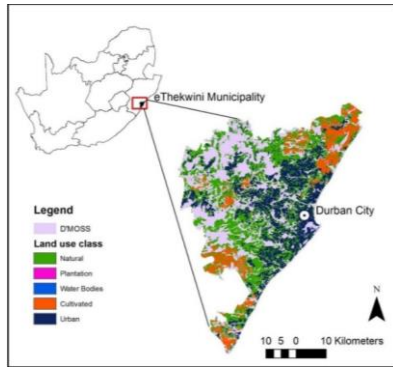 eThekwini Municipality
Durban City
Legend
D'MOSS
Land use class
Natural
Plantation
Water Bodies
Cultivated
Urban
N
10 5 0 10 Kilometers